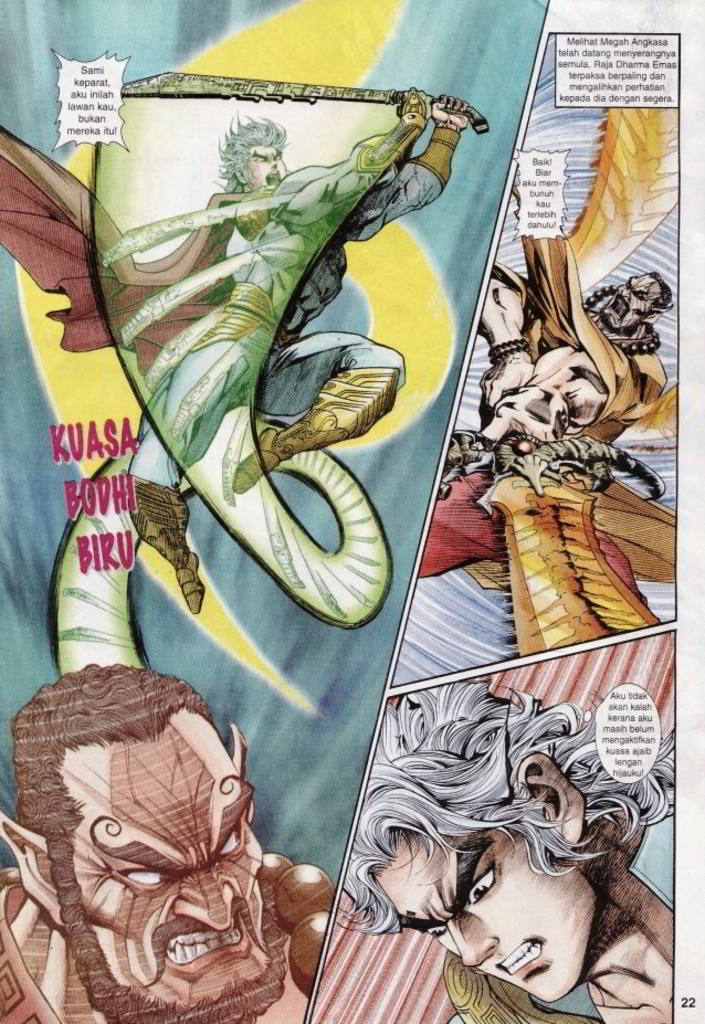 Sami
keparat,
aku inilah
lawan kau,
bukan
mereka itu!
KUASA
BODHI
BIRU
Melihat Megah Angkasa
telah datang menyerangnya
semula, Raja Dharma Emas
terpaksa berpaling dan
mengalihkan perhatian
kepada dia dengan segera.
Baik!
Biar
aku mem-
bunuh
kau
terlebih
dahulu!
Aku tidak
akan kalah
kerana aku
masih belum
mengaktifkan
kuasa ajaib
lengan
hijauku!
22